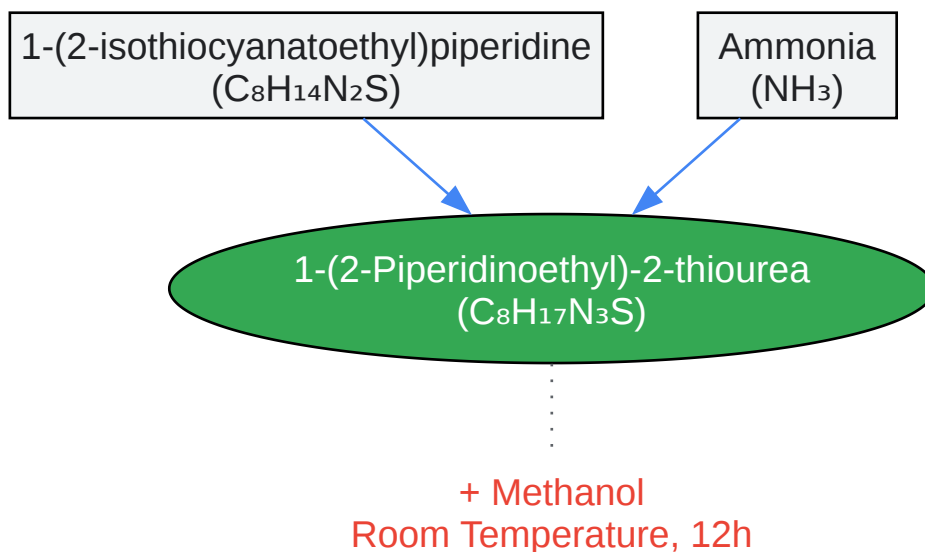 1-(2-isothiocyanatoethyl)piperidine
(C₈H₁₄N₂S)
Ammonia
(NH₃)
1-(2-Piperidinoethyl)-2-thiourea
(C₈H₁₇N₃S)
+ Methanol
Room Temperature, 12h